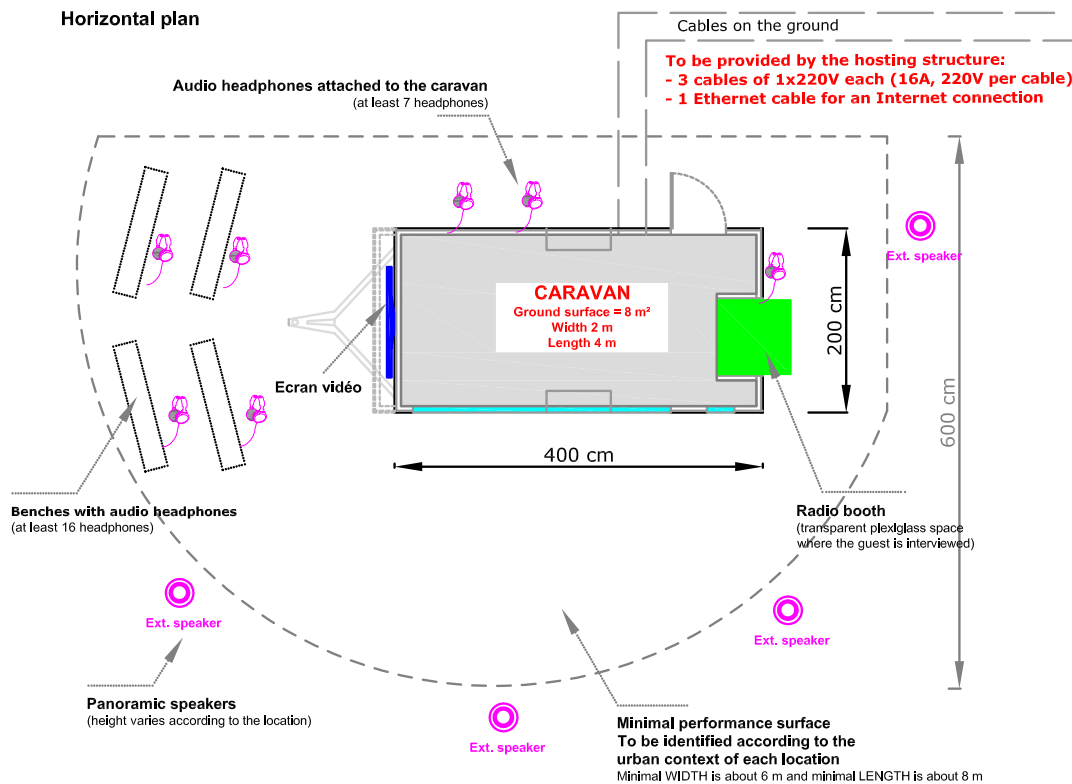 Horizontal plan
Cables on the ground
To be provided by the hosting structure:
- 3 cables of 1x220V each (16A, 220V per cable)
- 1 Ethernet cable for an Internet connection
Audio headphones attached to the caravan
(at least 7 headphones)
Ext. speaker
CARAVAN
Ground surface = 8 m²
Width 2 m
Length 4 m
200 cm
600 cm
Ecran vidéo
400 cm
Benches with audio headphones
(at least 16 headphones)
Radio booth
(transparent plexiglass space
where the guest is interviewed)
Ext. speaker
Ext. speaker
Panoramic speakers
(height varies according to the location)
Ext. speaker
Minimal performance surface
To be identified according to the
urban context of each location
Minimal WIDTH is about 6 m and minimal LENGTH is about 8 m